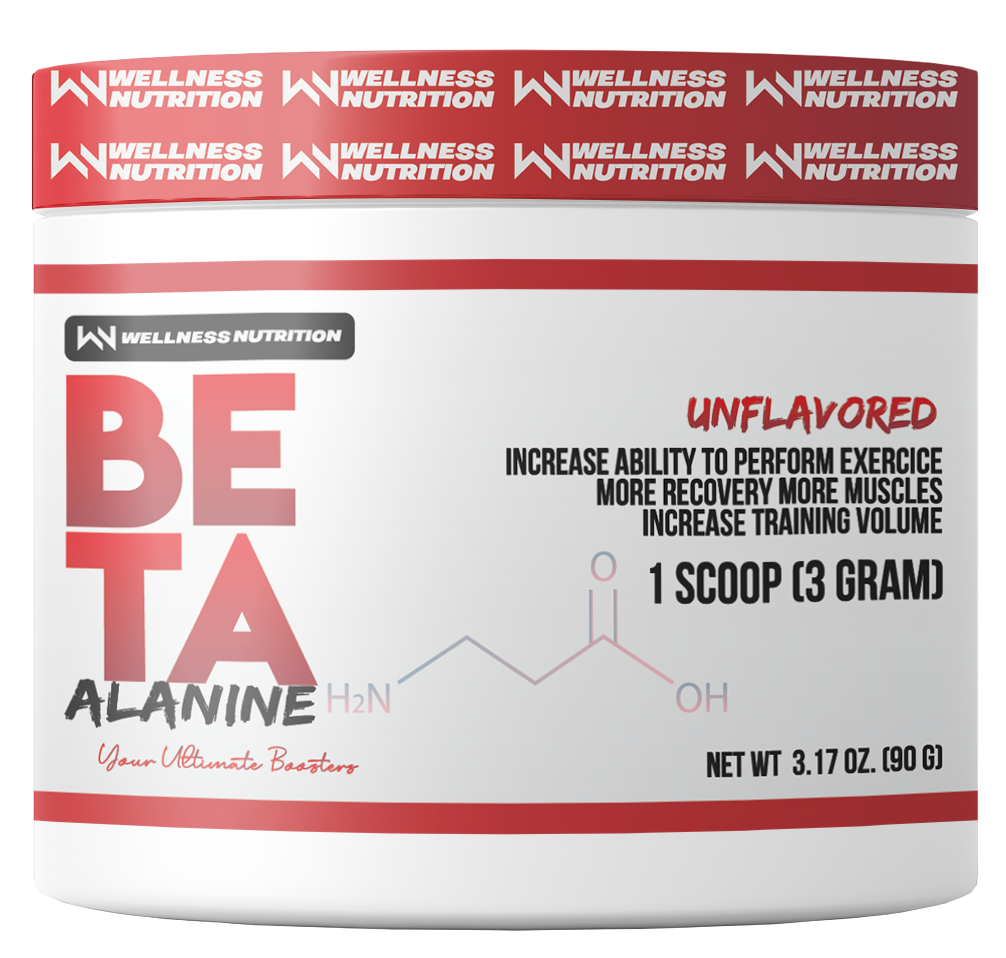 WELLNESS NUTRITION WELLNESS NUTRITION WELLNESS NUTRITION WELLNESS NUTRITION
WELLNESS NUTRITION WELLNESS NUTRITION WELLNESS NUTRITION WELLNESS NUTRITION
WELLNESS NUTRITION
BE
TA
ALANINE
Your Ultimate Boosters
UNFLAVORED
INCREASE ABILITY TO PERFORM EXERCICE
MORE RECOVERY MORE MUSCLES
INCREASE TRAINING VOLUME
1 SCOOP (3 GRAM)
O
H2N
OH
NET WT 3.17 OZ. (90 G)